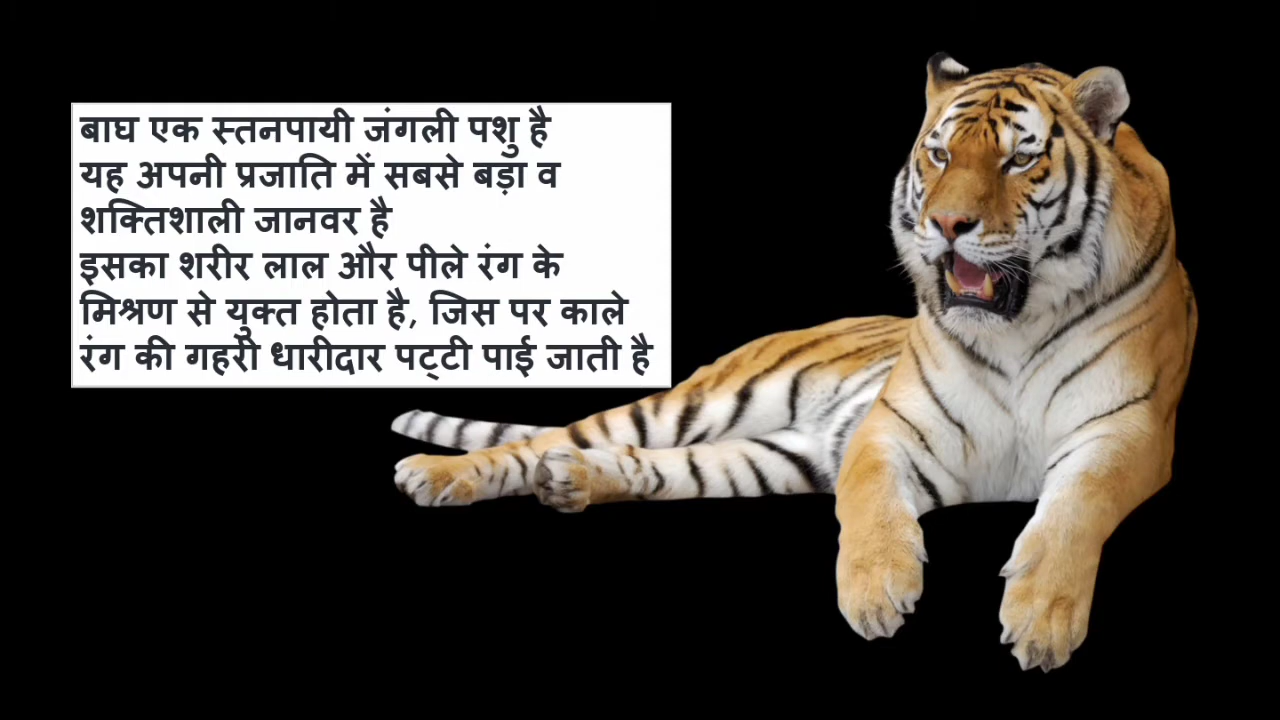 बाघ एक स्तनपायी जंगली पशु है
यह अपनी प्रजाति में सबसे बड़ा व
शक्तिशाली जानवर है
इसका शरीर लाल और पीले रंग के
मिश्रण से युक्त होता है, जिस पर काले
रंग की गहरी धारीदार पट्टी पाई जाती है